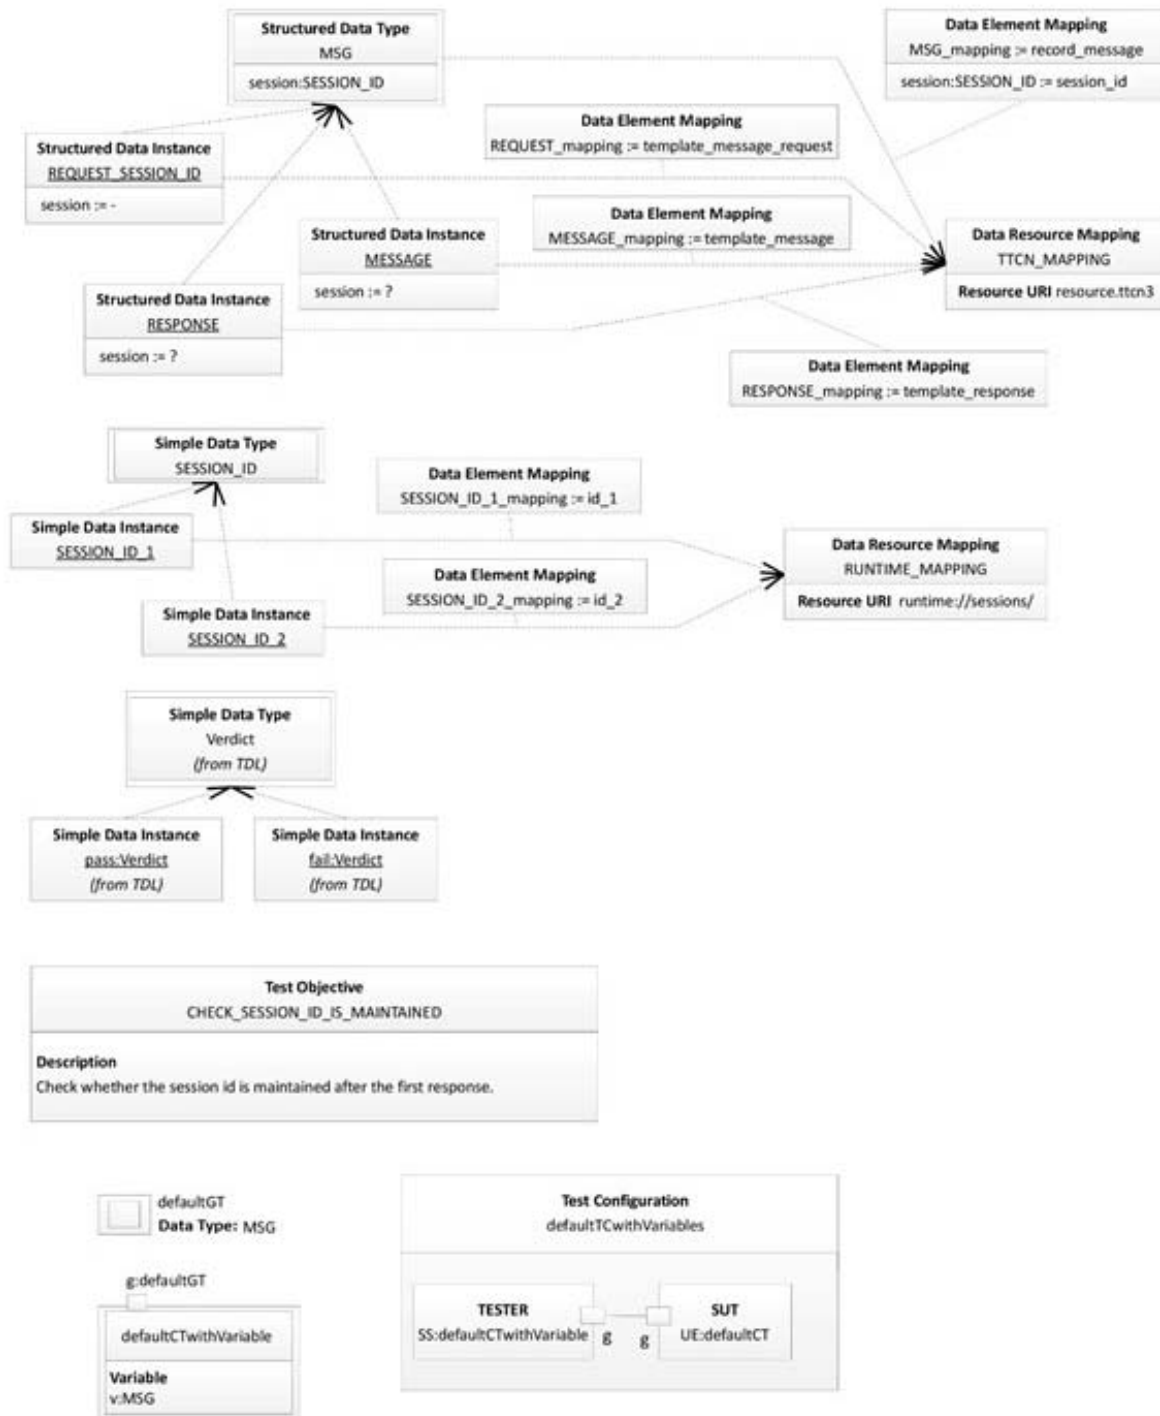 Structured Data Type
MSG
session:SESSION_ID
Data Element Mapping
MSG_mapping := record_message
session:SESSION_ID := session_id
Structured Data Instance
REQUEST_SESSION_ID
session := -
Data Element Mapping
REQUEST_mapping := template_message_request
Structured Data Instance
MESSAGE
session := ?
Data Element Mapping
MESSAGE_mapping := template_message
Data Resource Mapping
TTCN_MAPPING
Resource URI resource.ttcn3
Structured Data Instance
RESPONSE
session := ?
Data Element Mapping
RESPONSE_mapping := template_response
Simple Data Type
SESSION_ID
Data Element Mapping
SESSION_ID_1_mapping := id_1
Simple Data Instance
SESSION_ID_1
Data Element Mapping
SESSION_ID_2_mapping := id_2
Data Resource Mapping
RUNTIME_MAPPING
Resource URI runtime://sessions/
Simple Data Instance
SESSION_ID_2
Simple Data Type
Verdict
(from TDL)
Simple Data Instance
pass:Verdict
(from TDL)
Simple Data Instance
fail:Verdict
(from TDL)
Test Objective
CHECK_SESSION_ID_IS_MAINTAINED
Description
Check whether the session id is maintained after the first response.
defaultGT
Data Type: MSG
g:defaultGT
defaultCTwithVariable
Variable
v:MSG
Test Configuration
defaultTCwithVariables
TESTER
SS:defaultCTwithVariable
g
g
SUT
UE:defaultCT